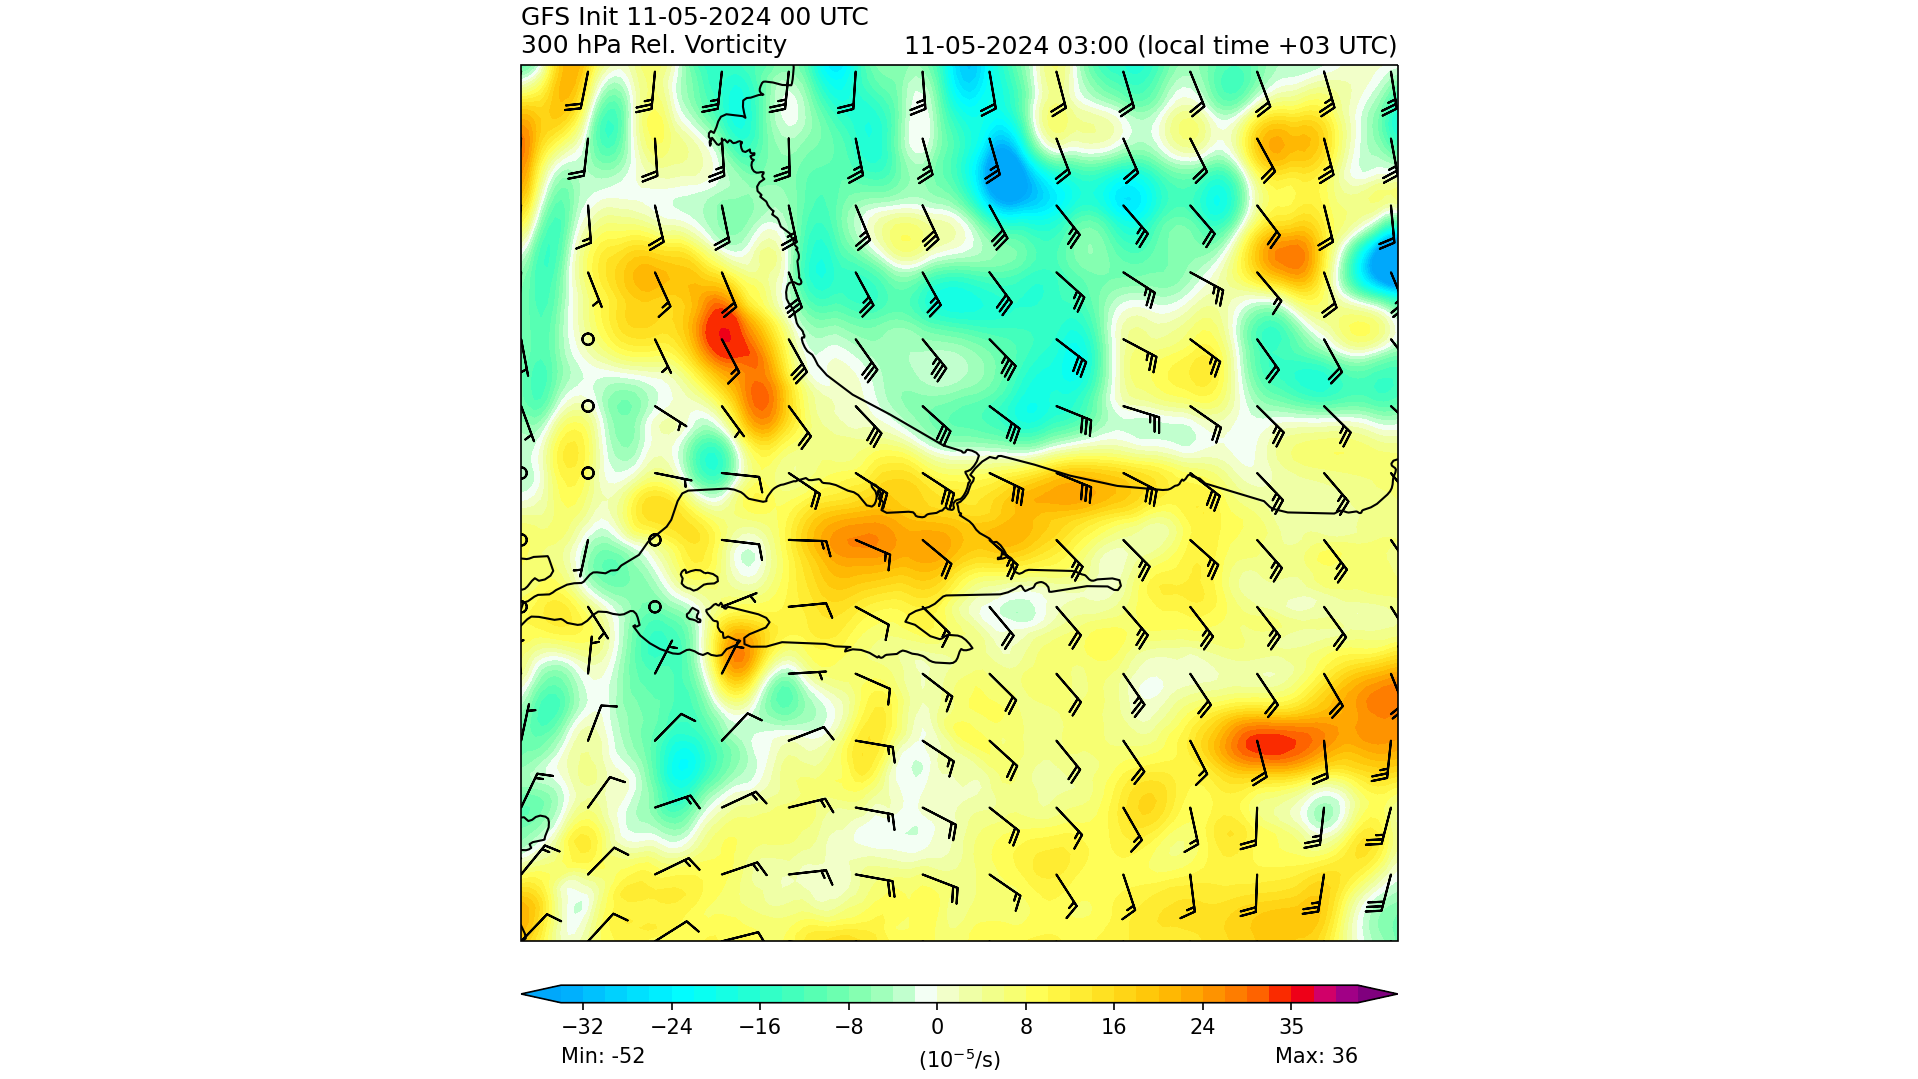 GFS Init 11-05-2024 00 UTC
300 hPa Rel. Vorticity
11-05-2024 03:00 (local time +03 UTC)
−32 −24 −16 −8 0 8 16 24 35
Min: -52 (10⁻⁵/s) Max: 36